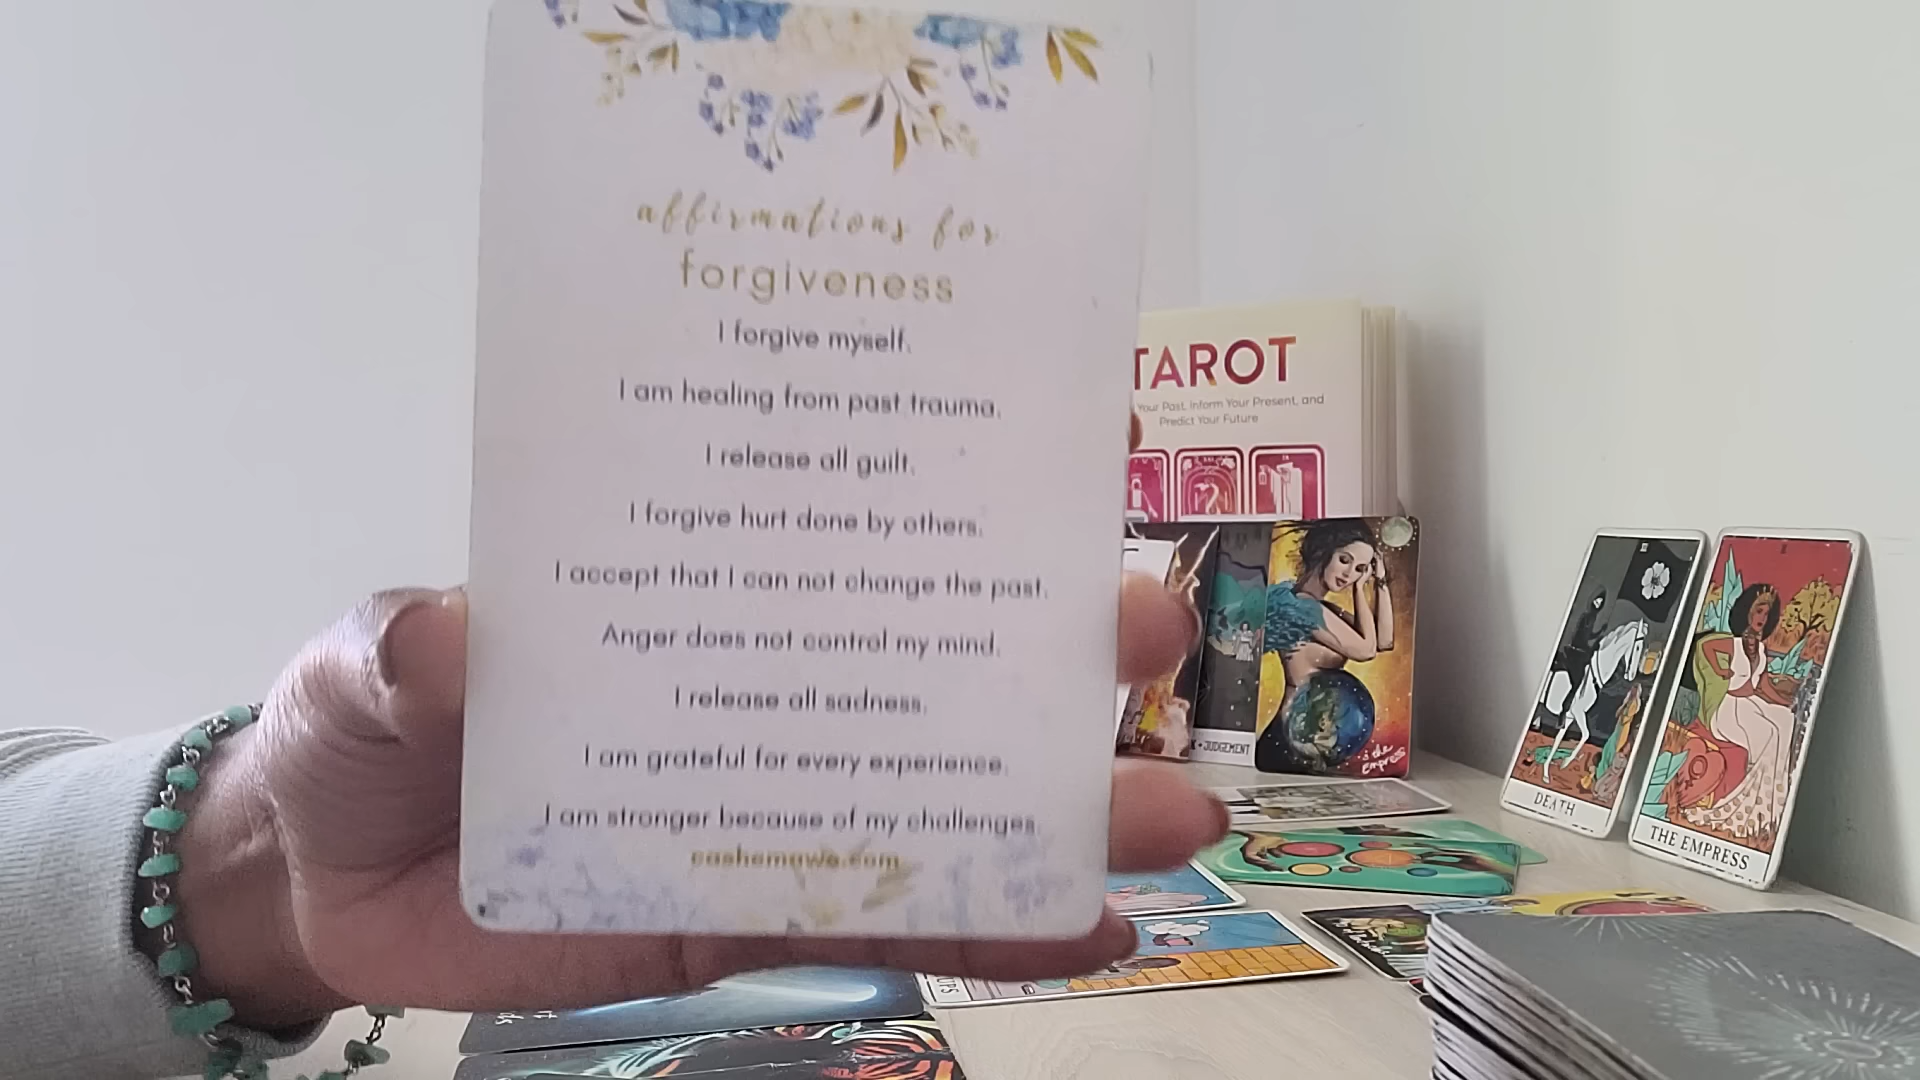 affirmations for
forgiveness
I forgive myself.
I am healing from past trauma.
I release all guilt.
I forgive hurt done by others.
I accept that I can not change the past.
Anger does not control my mind.
I release all sadness.
I am grateful for every experience.
I am stronger because of my challenges.
cashemawe.com
TAROT
Your Past, Inform Your Present, and
Predict Your Future
JUDGEMENT
the
Empress
DEATH
THE EMPRESS